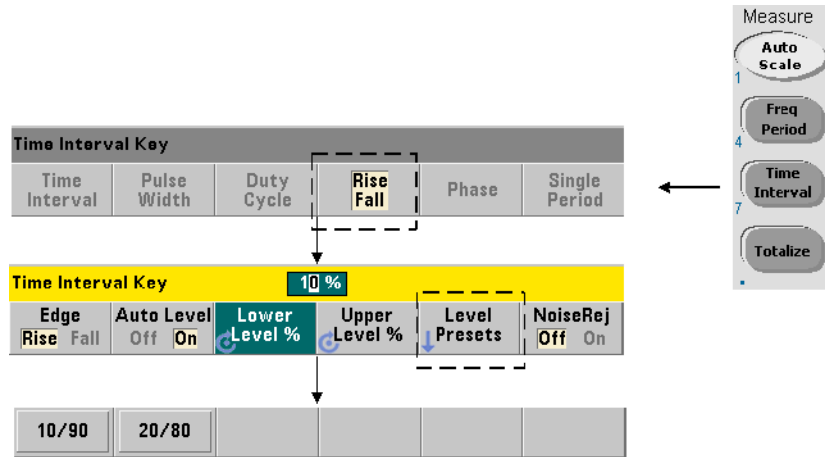 Measure
Auto
Scale
1
Freq
Period
4
Time
Interval
7
Totalize
.
Time Interval Key
Time
Interval
Pulse
Width
Duty
Cycle
Rise
Fall
Phase
Single
Period
Time Interval Key
10 %
Edge
Rise Fall
Auto Level
Off On
Lower
Level %
Upper
Level %
Level
Presets
NoiseRej
Off On
10/90
20/80